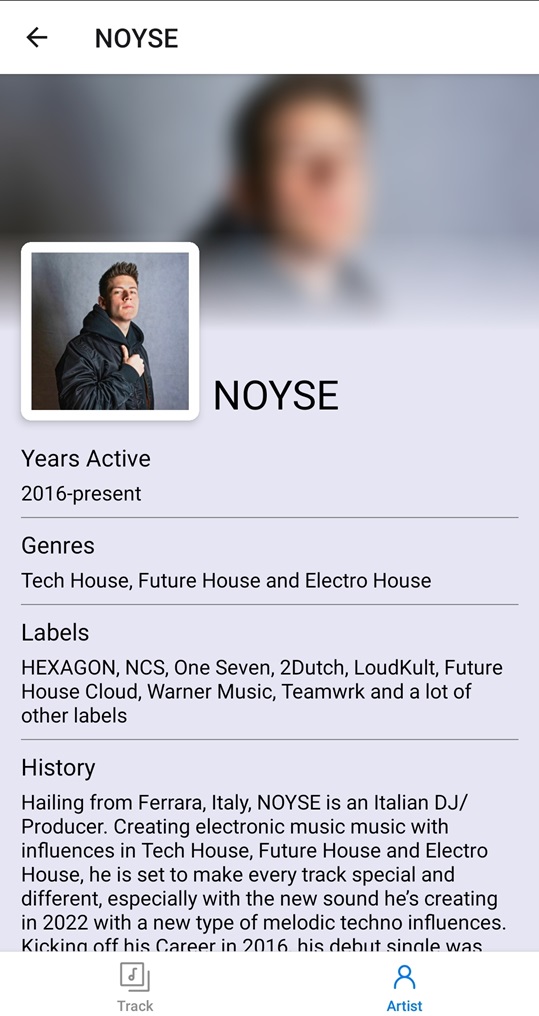 NOYSE
NOYSE
Years Active
2016-present
Genres
Tech House, Future House and Electro House
Labels
HEXAGON, NCS, One Seven, 2Dutch, LoudKult, Future
House Cloud, Warner Music, Teamwrk and a lot of
other labels
History
Hailing from Ferrara, Italy, NOYSE is an Italian DJ/
Producer. Creating electronic music music with
influences in Tech House, Future House and Electro
House, he is set to make every track special and
different, especially with the new sound he’s creating
in 2022 with a new type of melodic techno influences.
Kicking off his Career in 2016, his debut single was
Track
Artist